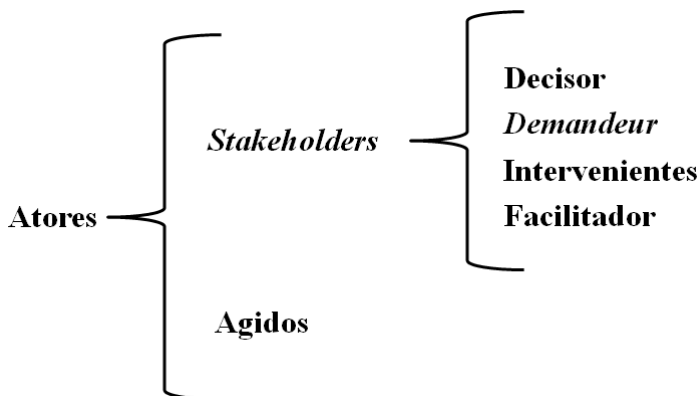 Atores
Stakeholders
Decisor
Demandeur
Intervenientes
Facilitador
Agidos